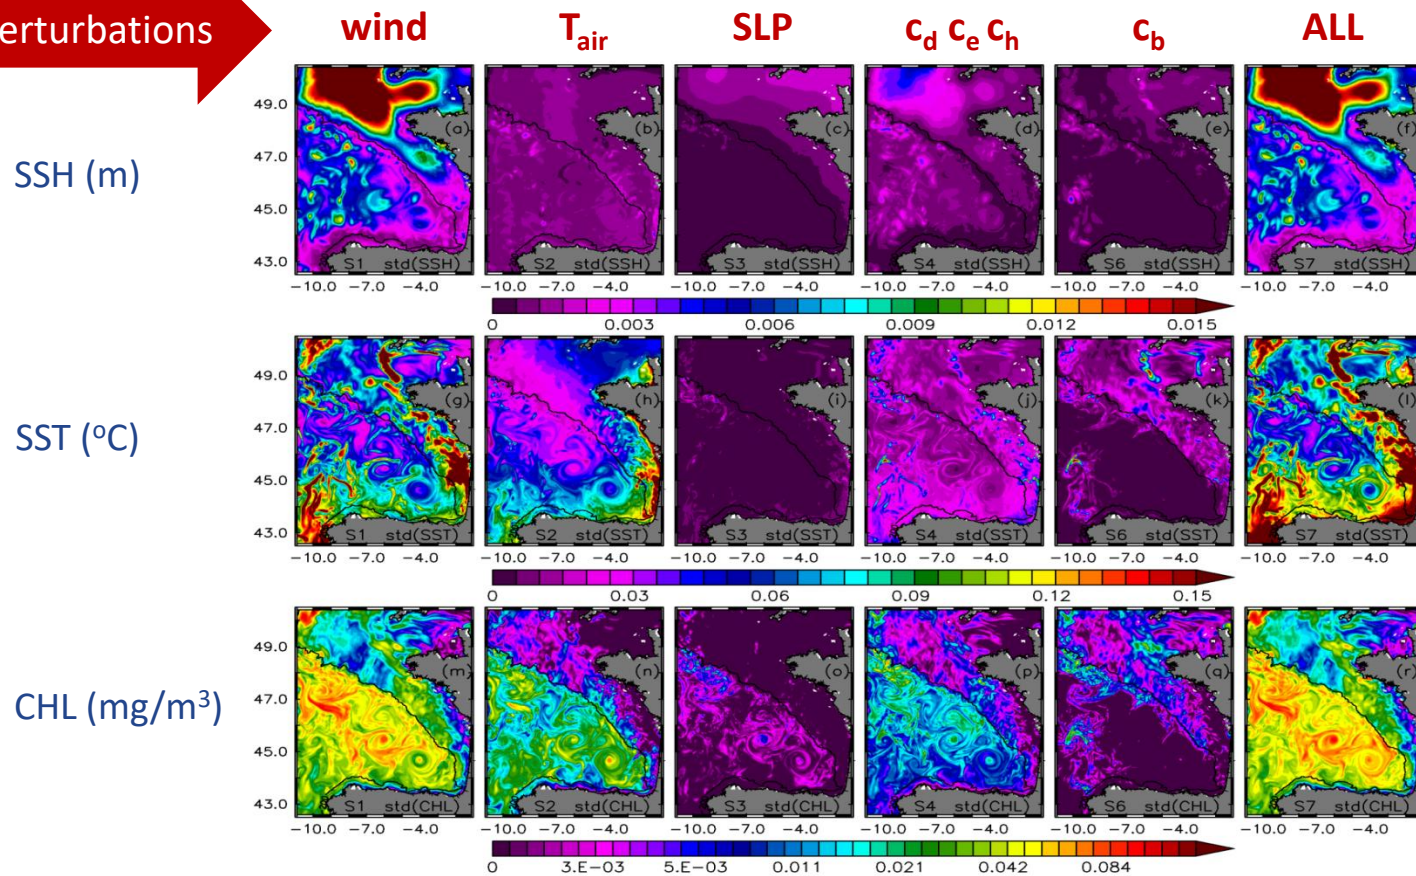 erturbations
wind Tair SLP cd ce ch cb ALL
SSH (m)
49.0
47.0
45.0
43.0
(a) (b) (c) (d) (e) (f)
S1 std(SSH) S2 std(SSH) S3 std(SSH) S4 std(SSH) S6 std(SSH) S7 std(SSH)
−10.0 −7.0 −4.0 −10.0 −7.0 −4.0 −10.0 −7.0 −4.0 −10.0 −7.0 −4.0 −10.0 −7.0 −4.0 −10.0 −7.0 −4.0
0 0.003 0.006 0.009 0.012 0.015
SST (°C)
49.0
47.0
45.0
43.0
(g) (h) (i) (j) (k) (l)
S1 std(SST) S2 std(SST) S3 std(SST) S4 std(SST) S6 std(SST) S7 std(SST)
−10.0 −7.0 −4.0 −10.0 −7.0 −4.0 −10.0 −7.0 −4.0 −10.0 −7.0 −4.0 −10.0 −7.0 −4.0 −10.0 −7.0 −4.0
0 0.03 0.06 0.09 0.12 0.15
CHL (mg/m³)
49.0
47.0
45.0
43.0
(m) (n) (o) (p) (q) (r)
S1 std(CHL) S2 std(CHL) S3 std(CHL) S4 std(CHL) S6 std(CHL) S7 std(CHL)
−10.0 −7.0 −4.0 −10.0 −7.0 −4.0 −10.0 −7.0 −4.0 −10.0 −7.0 −4.0 −10.0 −7.0 −4.0 −10.0 −7.0 −4.0
0 3.E−03 5.E−03 0.011 0.021 0.042 0.084